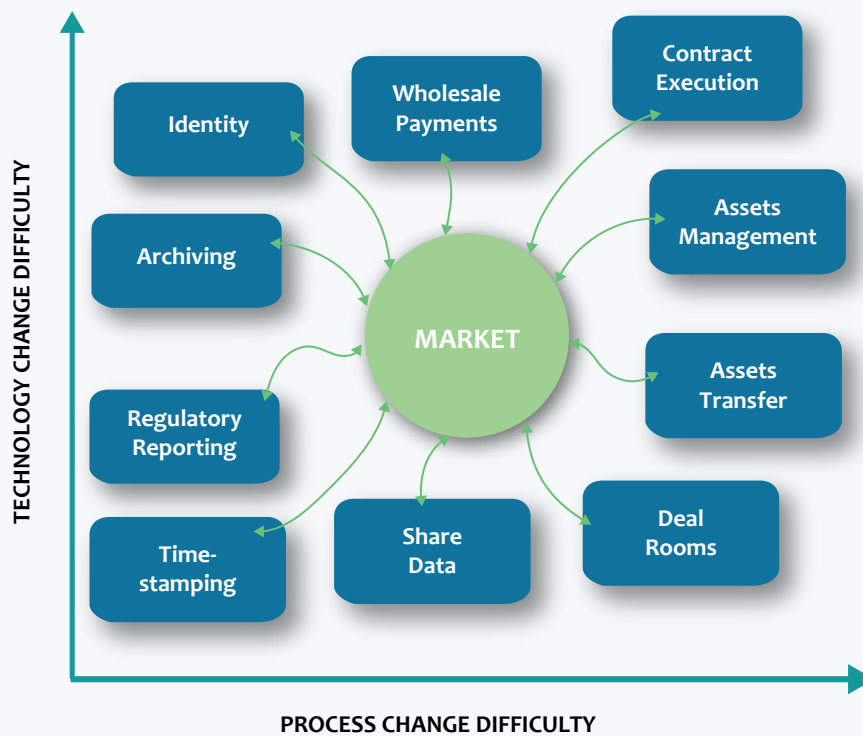 Contract
Execution
Wholesale
Payments
Identity
Assets
Management
Archiving
MARKET
Assets
Transfer
Regulatory
Reporting
Deal
Rooms
Share
Data
Time-
stamping
TECHNOLOGY CHANGE DIFFICULTY
PROCESS CHANGE DIFFICULTY